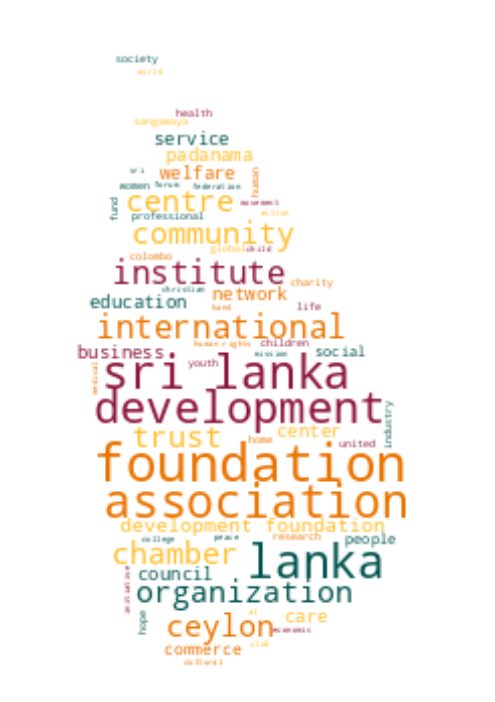 society
world
health
sangamaya
service
padanama
sri
welfare
human
women forum federation
fund
centre
movement
professional
action
community
global child
colombo
institute
christian
charity
education
network
hand
life
international
business
human rights
children
mission
social
medical
youth
sri lanka
development
industry
trust
home
center
united
foundation
association
development foundation
college
peace
research
people
chamber
lanka
council
initiative
organization
hope
al
care
ceylon
economic
club
commerce
cultural